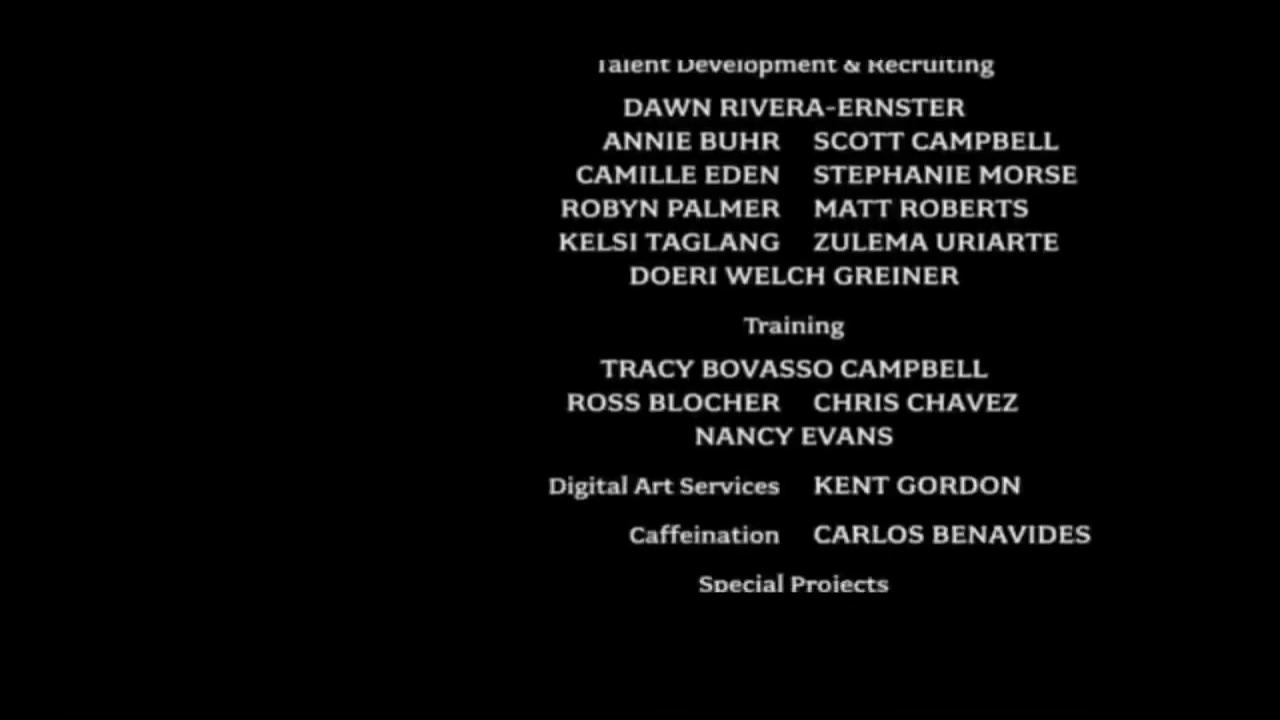 Talent Development & Recruiting
DAWN RIVERA-ERNSTER
ANNIE BUHR SCOTT CAMPBELL
CAMILLE EDEN STEPHANIE MORSE
ROBYN PALMER MATT ROBERTS
KELSI TAGLANG ZULEMA URIARTE
DOERI WELCH GREINER
Training
TRACY BOVASSO CAMPBELL
ROSS BLOCHER CHRIS CHAVEZ
NANCY EVANS
Digital Art Services KENT GORDON
Caffeination CARLOS BENAVIDES
Special Projects